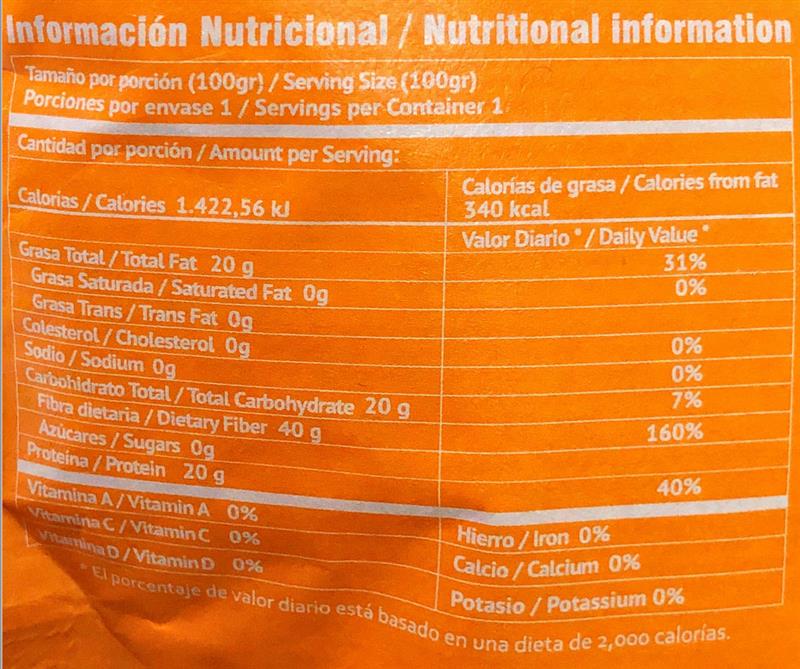 Información Nutricional / Nutritional information
Tamaño por porción (100gr) / Serving Size (100gr)
Porciones por envase 1 / Servings per Container 1
Cantidad por porción / Amount per Serving:
Calorías / Calories 1.422,56 kJ
Calorías de grasa / Calories from fat
340 kcal
Valor Diario * / Daily Value *
Grasa Total / Total Fat 20 g 31%
Grasa Saturada / Saturated Fat 0g 0%
Grasa Trans / Trans Fat 0g
Colesterol / Cholesterol 0g 0%
Sodio / Sodium 0g 0%
Carbohidrato Total / Total Carbohydrate 20 g 7%
Fibra dietaria / Dietary Fiber 40 g 160%
Azúcares / Sugars 0g
Proteína / Protein 20 g 40%
Vitamina A / Vitamin A 0%
Hierro / Iron 0%
Vitamina C / Vitamin C 0%
Calcio / Calcium 0%
Vitamina D / Vitamin D 0%
Potasio / Potassium 0%
* El porcentaje de valor diario está basado en una dieta de 2,000 calorías.